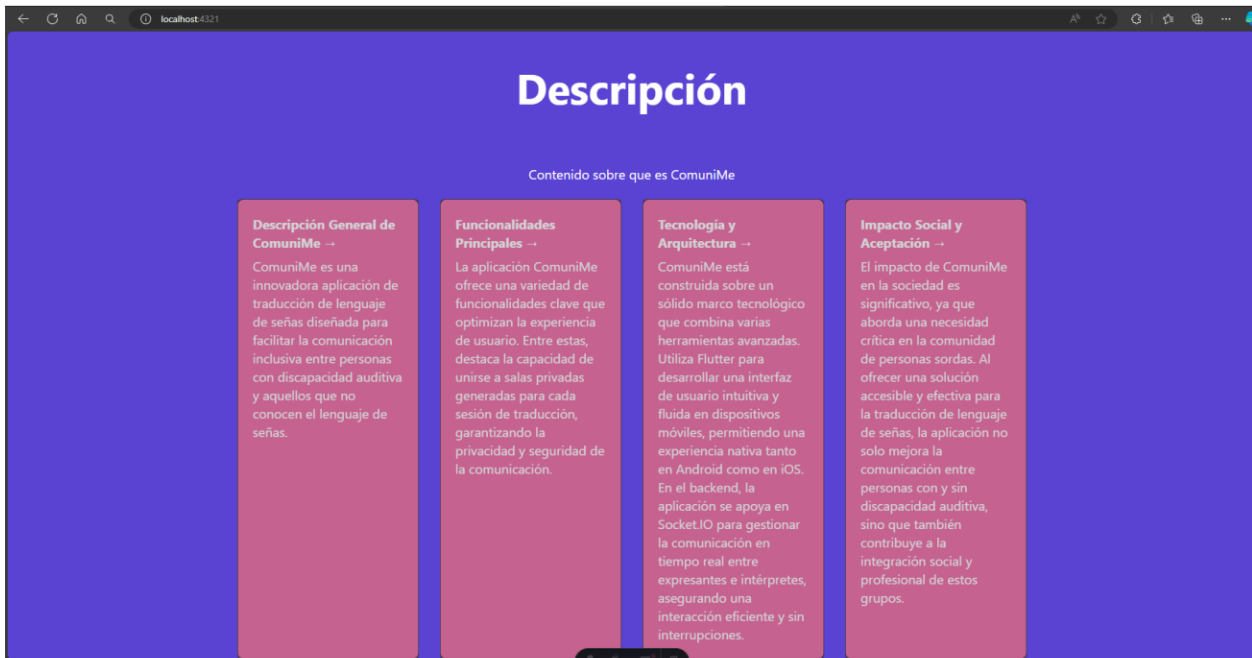 localhost:4321
Descripción
Contenido sobre que es ComuniMe
Descripción General de
ComuniMe →
ComuniMe es una
innovadora aplicación de
traducción de lenguaje
de señas diseñada para
facilitar la comunicación
inclusiva entre personas
con discapacidad auditiva
y aquellos que no
conocen el lenguaje de
señas.
Funcionalidades
Principales →
La aplicación ComuniMe
ofrece una variedad de
funcionalidades clave que
optimizan la experiencia
de usuario. Entre estas,
destaca la capacidad de
unirse a salas privadas
generadas para cada
sesión de traducción,
garantizando la
privacidad y seguridad de
la comunicación.
Tecnología y
Arquitectura →
ComuniMe está
construida sobre un
sólido marco tecnológico
que combina varias
herramientas avanzadas.
Utiliza Flutter para
desarrollar una interfaz
de usuario intuitiva y
fluida en dispositivos
móviles, permitiendo una
experiencia nativa tanto
en Android como en iOS.
En el backend, la
aplicación se apoya en
Socket.IO para gestionar
la comunicación en
tiempo real entre
expresantes e intérpretes,
asegurando una
interacción eficiente y sin
interrupciones.
Impacto Social y
Aceptación →
El impacto de ComuniMe
en la sociedad es
significativo, ya que
aborda una necesidad
crítica en la comunidad
de personas sordas. Al
ofrecer una solución
accesible y efectiva para
la traducción de lenguaje
de señas, la aplicación no
solo mejora la
comunicación entre
personas con y sin
discapacidad auditiva,
sino que también
contribuye a la
integración social y
profesional de estos
grupos.